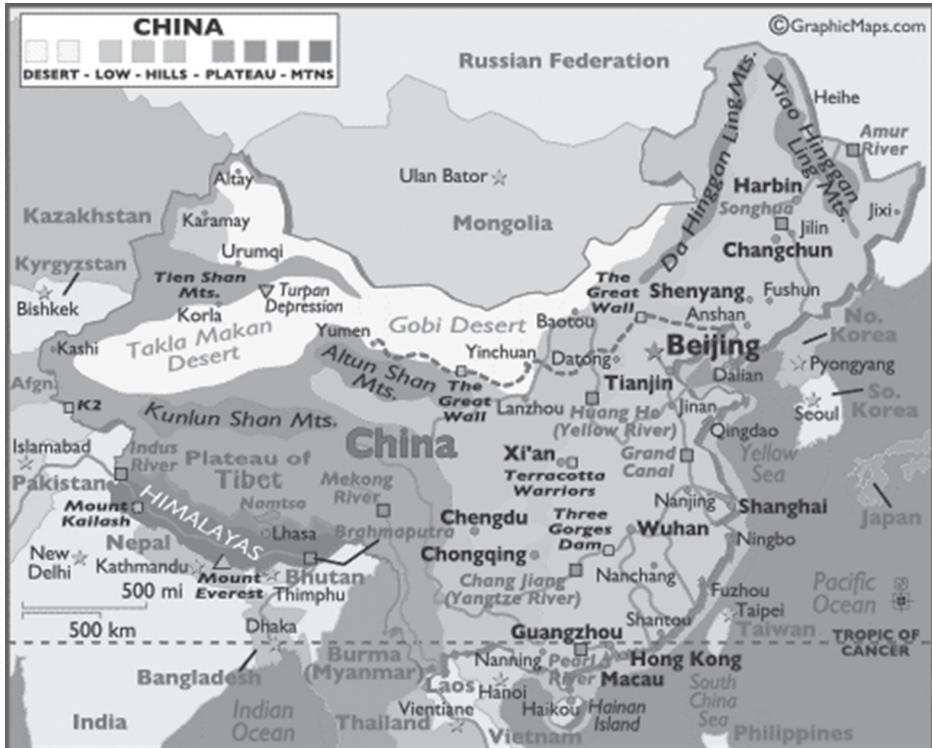 CHINA
DESERT - LOW - HILLS - PLATEAU - MTNS
©GraphicMaps.com
Russian Federation
Da Hinggan Ling Mts.
Xiao Hinggan
Ling Mts.
Heihe
Amur
River
Altay
Ulan Bator
Harbin
Songhua
Jixi
Kazakhstan
Karamay
Mongolia
Jilin
Changchun
Urumqi
Kyrgyzstan
Tien Shan
Mts.
Turpan
Depression
The
Great
Wall
Shenyang
Fushun
Bishkek
Korla
Anshan
No.
Korea
Takla Makan
Desert
Yumen
Gobi Desert
Baotou
Beijing
Kashi
Yinchuan
Datong
Pyongyang
Altun Shan
Mts.
Dalian
Afgn.
Tianjin
So.
Korea
K2
The
Great
Wall
Lanzhou
Huang Ho
(Yellow River)
Jinan
Seoul
Kunlun Shan Mts.
China
Qingdao
Islamabad
Indus
River
Plateau of
Tibet
Xi'an
Grand
Canal
Yellow
Sea
Pakistan
Mekong
River
Terracotta
Warriors
HIMALAYAS
Namtso
Nanjing
Shanghai
Japan
Mount
Kailash
Chengdu
Three
Gorges
Dam
Wuhan
Lhasa
Brahmaputra
Nepal
Ningbo
New
Delhi
Kathmandu
Chongqing
Mount
Everest
Bhutan
Thimphu
Nanchang
Chang Jiang
(Yangtze River)
Fuzhou
Pacific
Ocean
500 mi
500 km
Taipei
Taiwan
Dhaka
Shantou
Guangzhou
TROPIC OF
CANCER
Burma
(Myanmar)
Nanning
Pearl
River
Hong Kong
Macau
Bangladesh
Laos
Hanoi
South
China
Sea
India
Indian
Ocean
Vientiane
Haikou
Hainan
Island
Thailand
Vietnam
Philippines